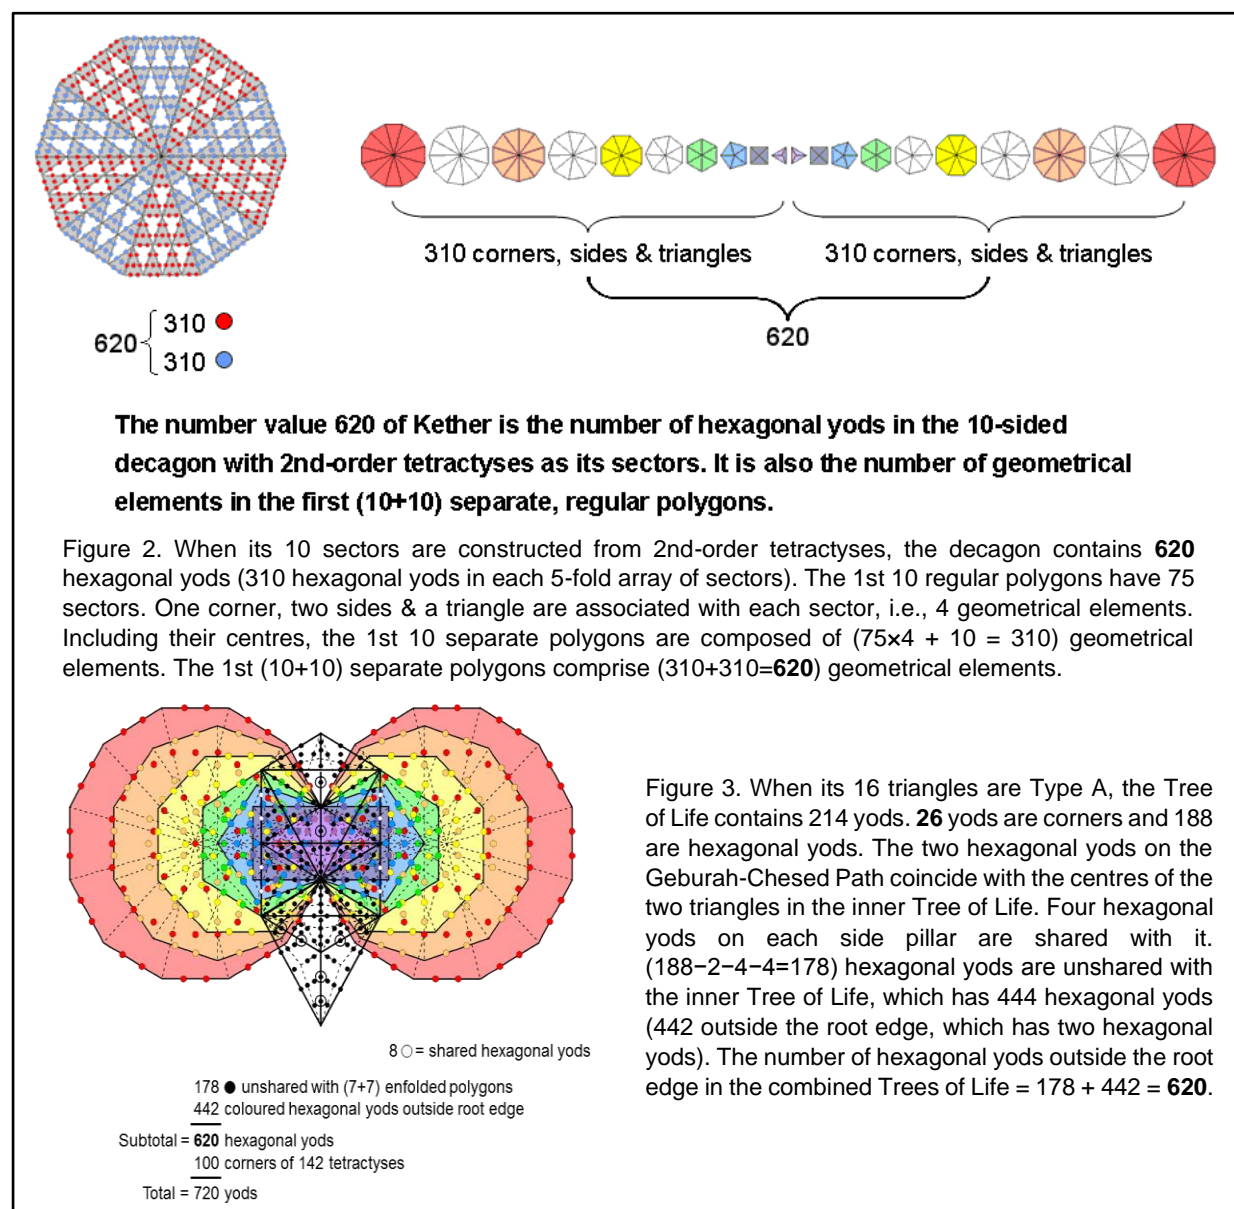 310 corners, sides & triangles
310 corners, sides & triangles
620
620
310
310
The number value 620 of Kether is the number of hexagonal yods in the 10-sided
decagon with 2nd-order tetractyses as its sectors. It is also the number of geometrical
elements in the first (10+10) separate, regular polygons.
Figure 2. When its 10 sectors are constructed from 2nd-order tetractyses, the decagon contains 620
hexagonal yods (310 hexagonal yods in each 5-fold array of sectors). The 1st 10 regular polygons have 75
sectors. One corner, two sides & a triangle are associated with each sector, i.e., 4 geometrical elements.
Including their centres, the 1st 10 separate polygons are composed of (75×4 + 10 = 310) geometrical
elements. The 1st (10+10) separate polygons comprise (310+310=620) geometrical elements.
8 = shared hexagonal yods
178 unshared with (7+7) enfolded polygons
442 coloured hexagonal yods outside root edge
Subtotal = 620 hexagonal yods
100 corners of 142 tetractyses
Total = 720 yods
Figure 3. When its 16 triangles are Type A, the Tree
of Life contains 214 yods. 26 yods are corners and 188
are hexagonal yods. The two hexagonal yods on the
Geburah-Chesed Path coincide with the centres of the
two triangles in the inner Tree of Life. Four hexagonal
yods on each side pillar are shared with it.
(188−2−4−4=178) hexagonal yods are unshared with
the inner Tree of Life, which has 444 hexagonal yods
(442 outside the root edge, which has two hexagonal
yods). The number of hexagonal yods outside the root
edge in the combined Trees of Life = 178 + 442 = 620.